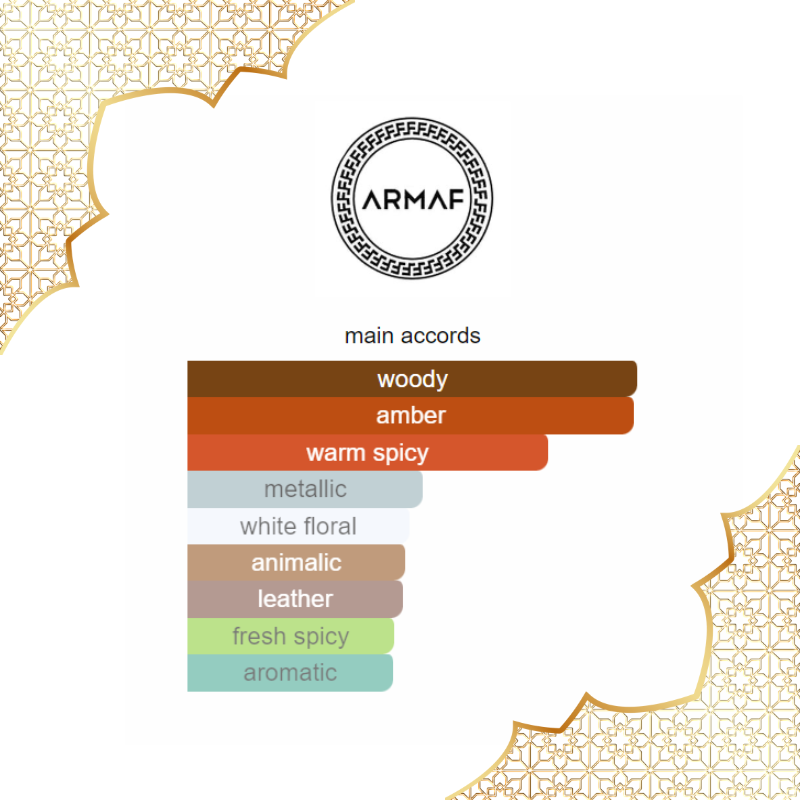 ARMAF
main accords
woody
amber
warm spicy
metallic
white floral
animalic
leather
fresh spicy
aromatic